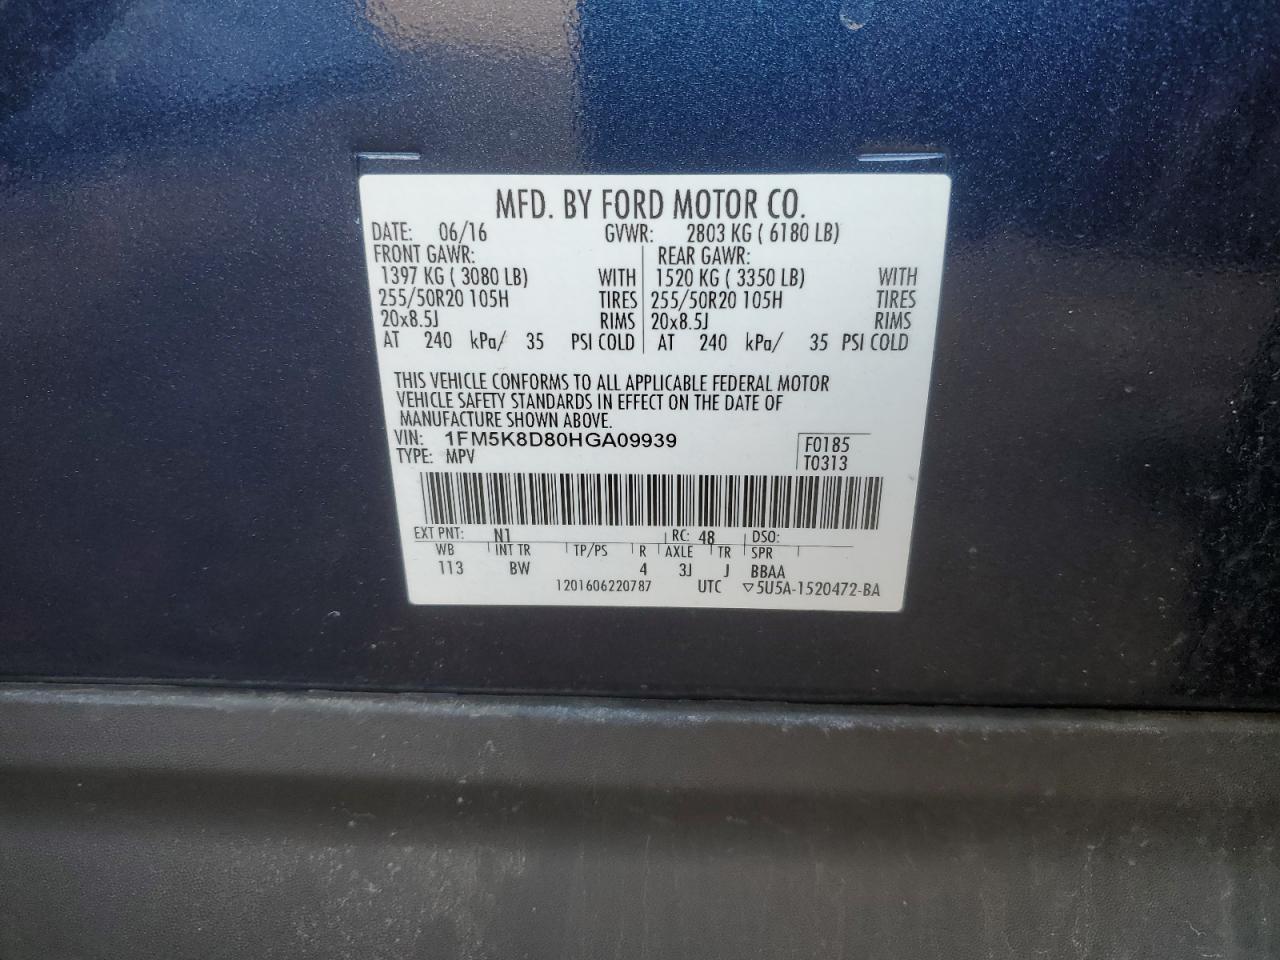 MFD. BY FORD MOTOR CO.
DATE: 06/16 GVWR: 2803 KG ( 6180 LB)
FRONT GAWR: REAR GAWR:
1397 KG ( 3080 LB) WITH 1520 KG ( 3350 LB) WITH
255/50R20 105H TIRES 255/50R20 105H TIRES
20x8.5J RIMS 20x8.5J RIMS
AT 240 kPa/ 35 PSI COLD AT 240 kPa/ 35 PSI COLD
THIS VEHICLE CONFORMS TO ALL APPLICABLE FEDERAL MOTOR
VEHICLE SAFETY STANDARDS IN EFFECT ON THE DATE OF
MANUFACTURE SHOWN ABOVE.
VIN: 1FM5K8D80HGA09939 F0185
TYPE: MPV T0313
EXT PNT: N1 RC: 48 DSO:
WB INT TR TP/PS R AXLE TR SPR
113 BW 4 3J J BBAA
1201606220787 UTC ▽5U5A-1520472-BA